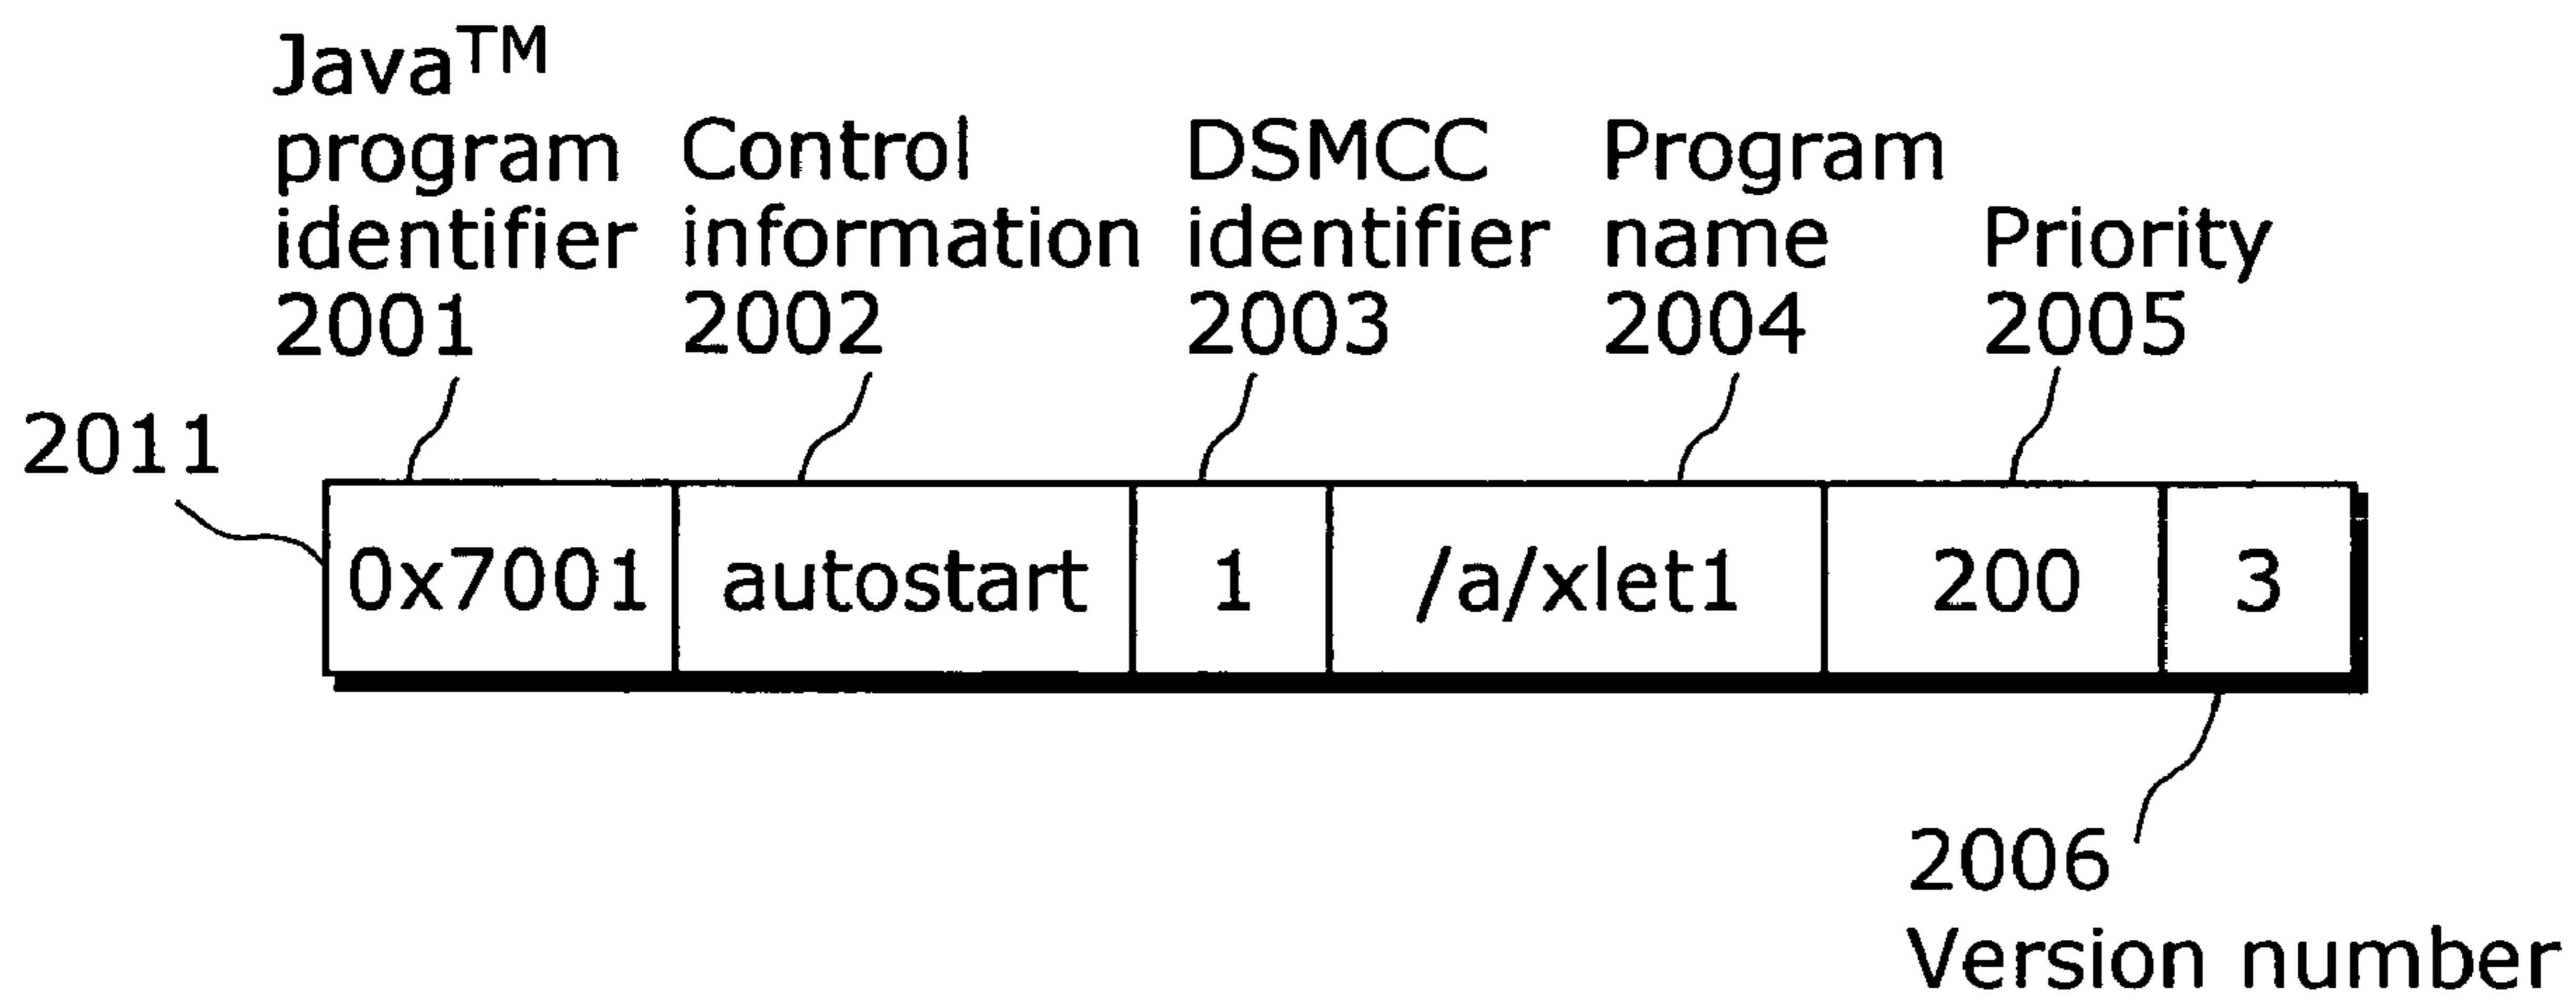 Java™
program
identifier
2001
Control
information
2002
DSMCC
identifier
2003
Program
name
2004
Priority
2005
2011
0x7001 autostart 1 /a/xlet1 200 3
2006
Version number